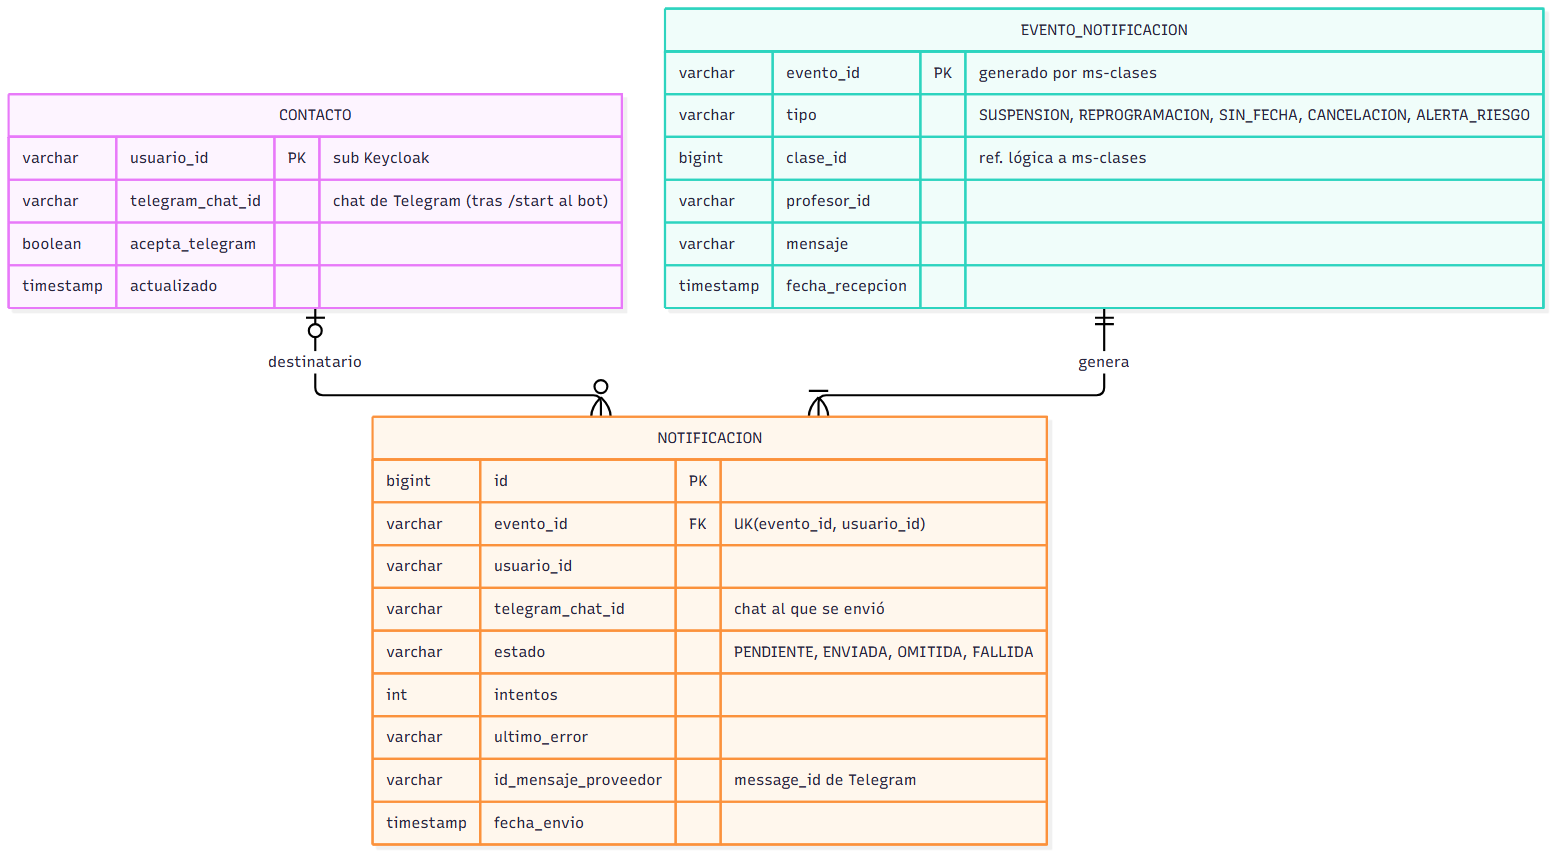 CONTACTO
varchar usuario_id PK sub Keycloak
varchar telegram_chat_id chat de Telegram (tras /start al bot)
boolean acepta_telegram
timestamp actualizado
EVENTO_NOTIFICACION
varchar evento_id PK generado por ms-clases
varchar tipo SUSPENSION, REPROGRAMACION, SIN_FECHA, CANCELACION, ALERTA_RIESGO
bigint clase_id ref. lógica a ms-clases
varchar profesor_id
varchar mensaje
timestamp fecha_recepcion
destinatario
genera
NOTIFICACION
bigint id PK
varchar evento_id FK UK(evento_id, usuario_id)
varchar usuario_id
varchar telegram_chat_id chat al que se envió
varchar estado PENDIENTE, ENVIADA, OMITIDA, FALLIDA
int intentos
varchar ultimo_error
varchar id_mensaje_proveedor message_id de Telegram
timestamp fecha_envio